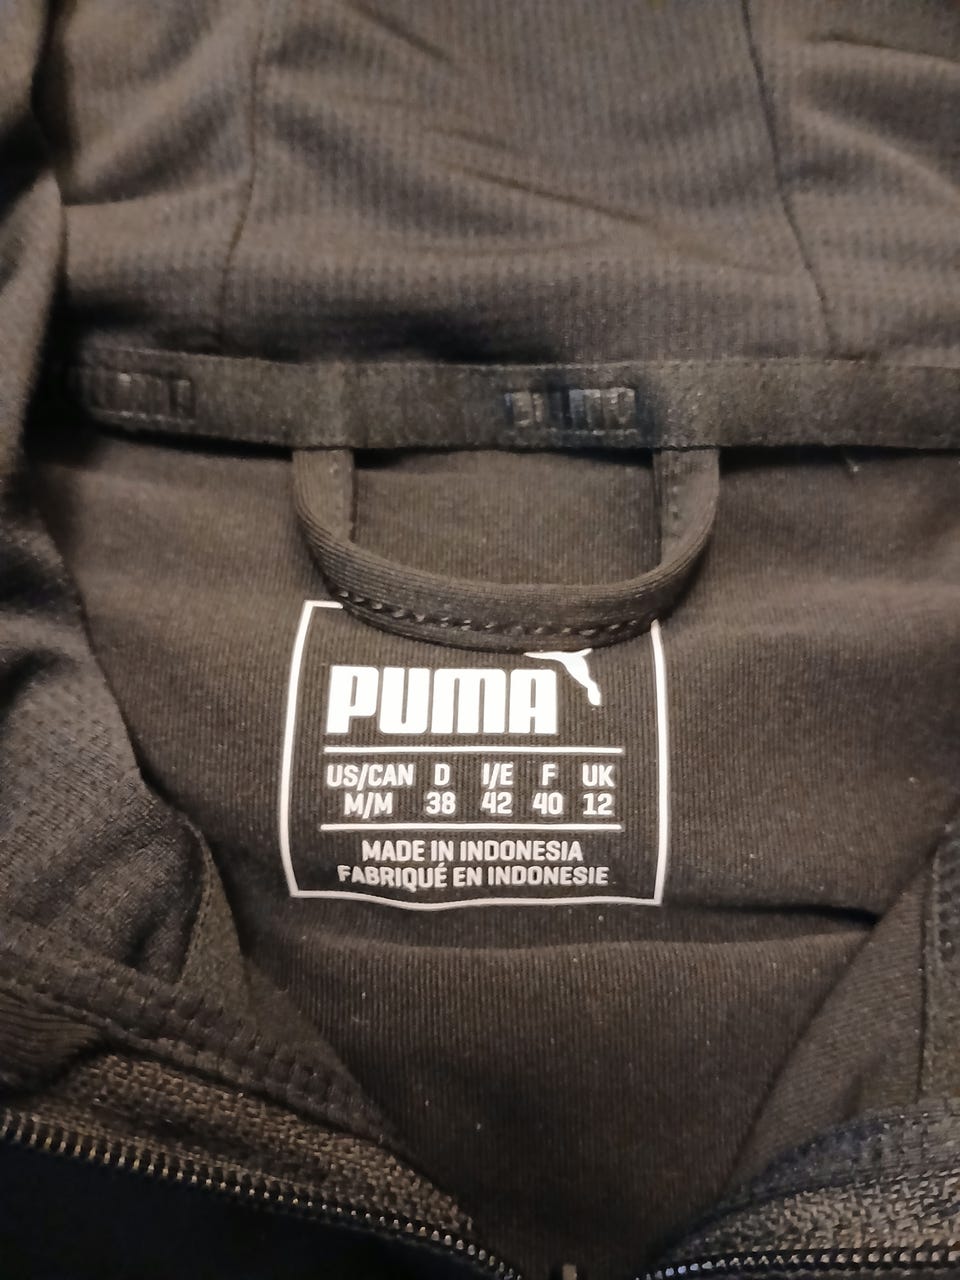 PUMA
US/CAN D I/E F UK
M/M 38 42 40 12
MADE IN INDONESIA
FABRIQUÉ EN INDONESIE